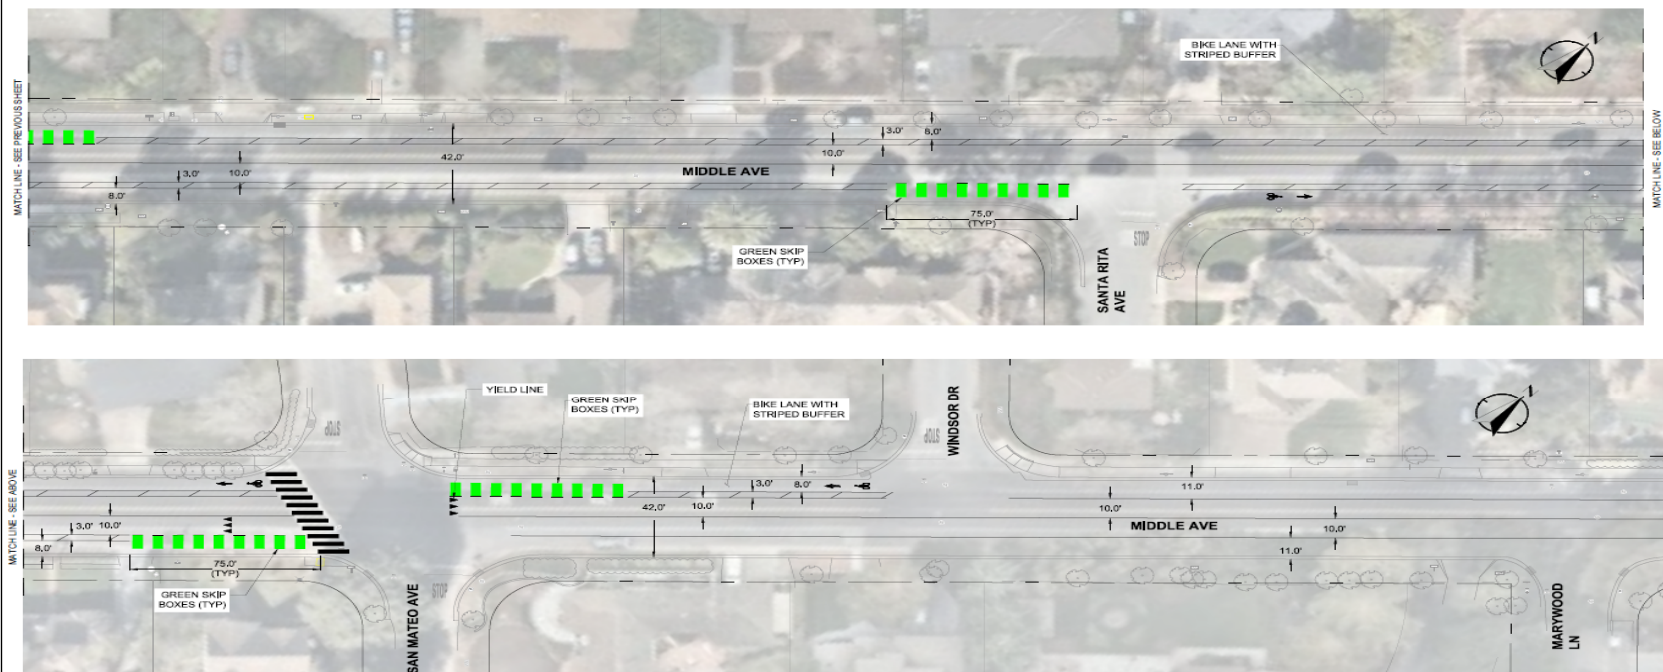 BIKE LANE WITH
STRIPED BUFFER
N
MATCH LINE - SEE PREVIOUS SHEET
MATCH LINE - SEE BELOW
3.0'
8.0'
42.0'
10.0'
MIDDLE AVE
3.0'
10.0'
8.0'
75.0'
(TYP)
GREEN SKIP
BOXES (TYP)
STOP
SANTA RITA
AVE
YIELD LINE
GREEN SKIP
BOXES (TYP)
BIKE LANE WITH
STRIPED BUFFER
WINDSOR DR
N
STOP
STOP
MATCH LINE - SEE ABOVE
3.0'
8.0'
11.0'
42.0'
10.0'
10.0'
MIDDLE AVE
10.0'
3.0'
10.0'
8.0'
11.0'
75.0'
(TYP)
GREEN SKIP
BOXES (TYP)
STOP
SAN MATEO AVE
MARYWOOD
LN